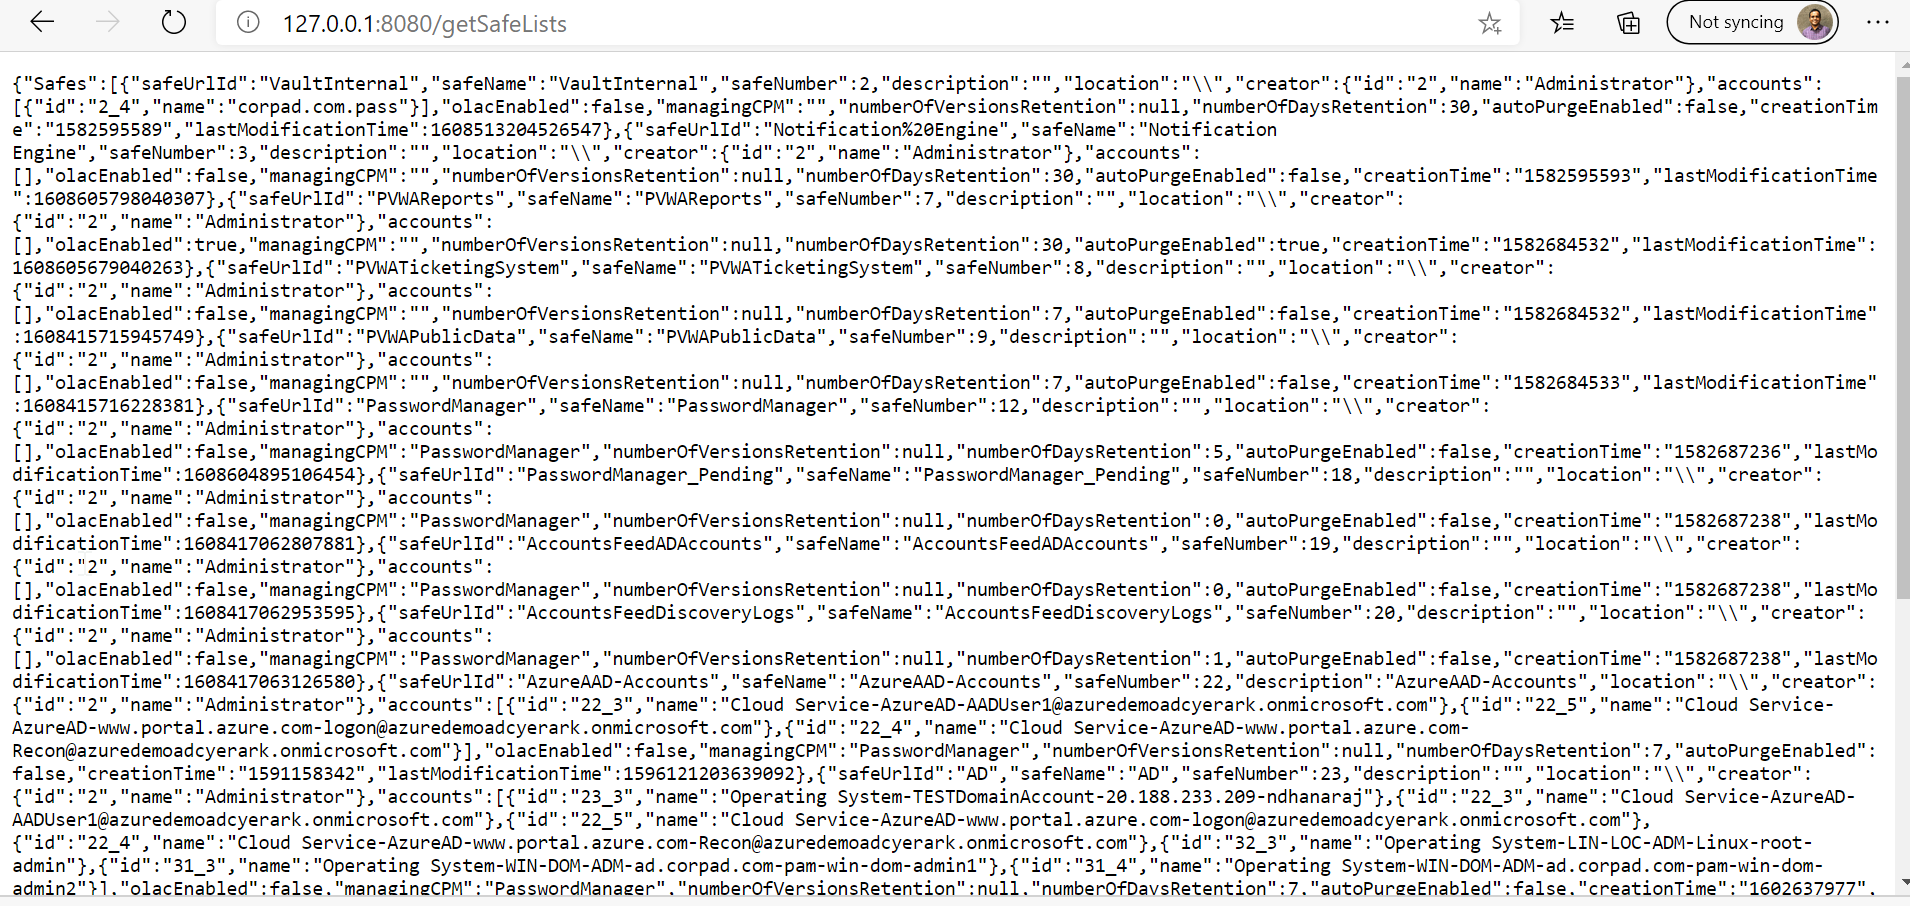 127.0.0.1:8080/getSafeLists
Not syncing
{"Safes":[{"safeUrlId":"VaultInternal","safeName":"VaultInternal","safeNumber":2,"description":"","location":"\\","creator":{"id":"2","name":"Administrator"},"accounts":
[{"id":"2_4","name":"corpad.com.pass"}],"olacEnabled":false,"managingCPM":"","numberOfVersionsRetention":null,"numberOfDaysRetention":30,"autoPurgeEnabled":false,"creationTim
e":"1582595589","lastModificationTime":1608513204526547},{"safeUrlId":"Notification%20Engine","safeName":"Notification
Engine","safeNumber":3,"description":"","location":"\\","creator":{"id":"2","name":"Administrator"},"accounts":
[],"olacEnabled":false,"managingCPM":"","numberOfVersionsRetention":null,"numberOfDaysRetention":30,"autoPurgeEnabled":false,"creationTime":"1582595593","lastModificationTime
":1608605798040307},{"safeUrlId":"PVWAReports","safeName":"PVWAReports","safeNumber":7,"description":"","location":"\\","creator":
{"id":"2","name":"Administrator"},"accounts":
[],"olacEnabled":true,"managingCPM":"","numberOfVersionsRetention":null,"numberOfDaysRetention":30,"autoPurgeEnabled":true,"creationTime":"1582684532","lastModificationTime":
1608605679040263},{"safeUrlId":"PVWATicketingSystem","safeName":"PVWATicketingSystem","safeNumber":8,"description":"","location":"\\","creator":
{"id":"2","name":"Administrator"},"accounts":
[],"olacEnabled":false,"managingCPM":"","numberOfVersionsRetention":null,"numberOfDaysRetention":7,"autoPurgeEnabled":false,"creationTime":"1582684532","lastModificationTime"
:1608415715945749},{"safeUrlId":"PVWAPublicData","safeName":"PVWAPublicData","safeNumber":9,"description":"","location":"\\","creator":
{"id":"2","name":"Administrator"},"accounts":
[],"olacEnabled":false,"managingCPM":"","numberOfVersionsRetention":null,"numberOfDaysRetention":7,"autoPurgeEnabled":false,"creationTime":"1582684533","lastModificationTime"
:1608415716228381},{"safeUrlId":"PasswordManager","safeName":"PasswordManager","safeNumber":12,"description":"","location":"\\","creator":
{"id":"2","name":"Administrator"},"accounts":
[],"olacEnabled":false,"managingCPM":"PasswordManager","numberOfVersionsRetention":null,"numberOfDaysRetention":5,"autoPurgeEnabled":false,"creationTime":"1582687236","lastMo
dificationTime":1608604895106454},{"safeUrlId":"PasswordManager_Pending","safeName":"PasswordManager_Pending","safeNumber":18,"description":"","location":"\\","creator":
{"id":"2","name":"Administrator"},"accounts":
[],"olacEnabled":false,"managingCPM":"PasswordManager","numberOfVersionsRetention":null,"numberOfDaysRetention":0,"autoPurgeEnabled":false,"creationTime":"1582687238","lastMo
dificationTime":1608417062807881},{"safeUrlId":"AccountsFeedADAccounts","safeName":"AccountsFeedADAccounts","safeNumber":19,"description":"","location":"\\","creator":
{"id":"2","name":"Administrator"},"accounts":
[],"olacEnabled":false,"managingCPM":"PasswordManager","numberOfVersionsRetention":null,"numberOfDaysRetention":0,"autoPurgeEnabled":false,"creationTime":"1582687238","lastMo
dificationTime":1608417062953595},{"safeUrlId":"AccountsFeedDiscoveryLogs","safeName":"AccountsFeedDiscoveryLogs","safeNumber":20,"description":"","location":"\\","creator":
{"id":"2","name":"Administrator"},"accounts":
[],"olacEnabled":false,"managingCPM":"PasswordManager","numberOfVersionsRetention":null,"numberOfDaysRetention":1,"autoPurgeEnabled":false,"creationTime":"1582687238","lastMo
dificationTime":1608417063126580},{"safeUrlId":"AzureAAD-Accounts","safeName":"AzureAAD-Accounts","safeNumber":22,"description":"AzureAAD-Accounts","location":"\\","creator":
{"id":"2","name":"Administrator"},"accounts":[{"id":"22_3","name":"Cloud Service-AzureAD-AADUser1@azuredemoadcyerark.onmicrosoft.com"},{"id":"22_5","name":"Cloud Service-
AzureAD-www.portal.azure.com-logon@azuredemoadcyerark.onmicrosoft.com"},{"id":"22_4","name":"Cloud Service-AzureAD-www.portal.azure.com-
Recon@azuredemoadcyerark.onmicrosoft.com"}],"olacEnabled":false,"managingCPM":"PasswordManager","numberOfVersionsRetention":null,"numberOfDaysRetention":7,"autoPurgeEnabled":
false,"creationTime":"1591158342","lastModificationTime":1596121203639092},{"safeUrlId":"AD","safeName":"AD","safeNumber":23,"description":"","location":"\\","creator":
{"id":"2","name":"Administrator"},"accounts":[{"id":"23_3","name":"Operating System-TESTDomainAccount-20.188.233.209-ndhanaraj"},{"id":"22_3","name":"Cloud Service-AzureAD-
AADUser1@azuredemoadcyerark.onmicrosoft.com"},{"id":"22_5","name":"Cloud Service-AzureAD-www.portal.azure.com-logon@azuredemoadcyerark.onmicrosoft.com"},
{"id":"22_4","name":"Cloud Service-AzureAD-www.portal.azure.com-Recon@azuredemoadcyerark.onmicrosoft.com"},{"id":"32_3","name":"Operating System-LIN-LOC-ADM-Linux-root-
admin"},{"id":"31_3","name":"Operating System-WIN-DOM-ADM-ad.corpad.com-pam-win-dom-admin1"},{"id":"31_4","name":"Operating System-WIN-DOM-ADM-ad.corpad.com-pam-win-dom-
admin2"}],"olacEnabled":false,"managingCPM":"PasswordManager","numberOfVersionsRetention":null,"numberOfDaysRetention":7,"autoPurgeEnabled":false,"creationTime":"1602637977",